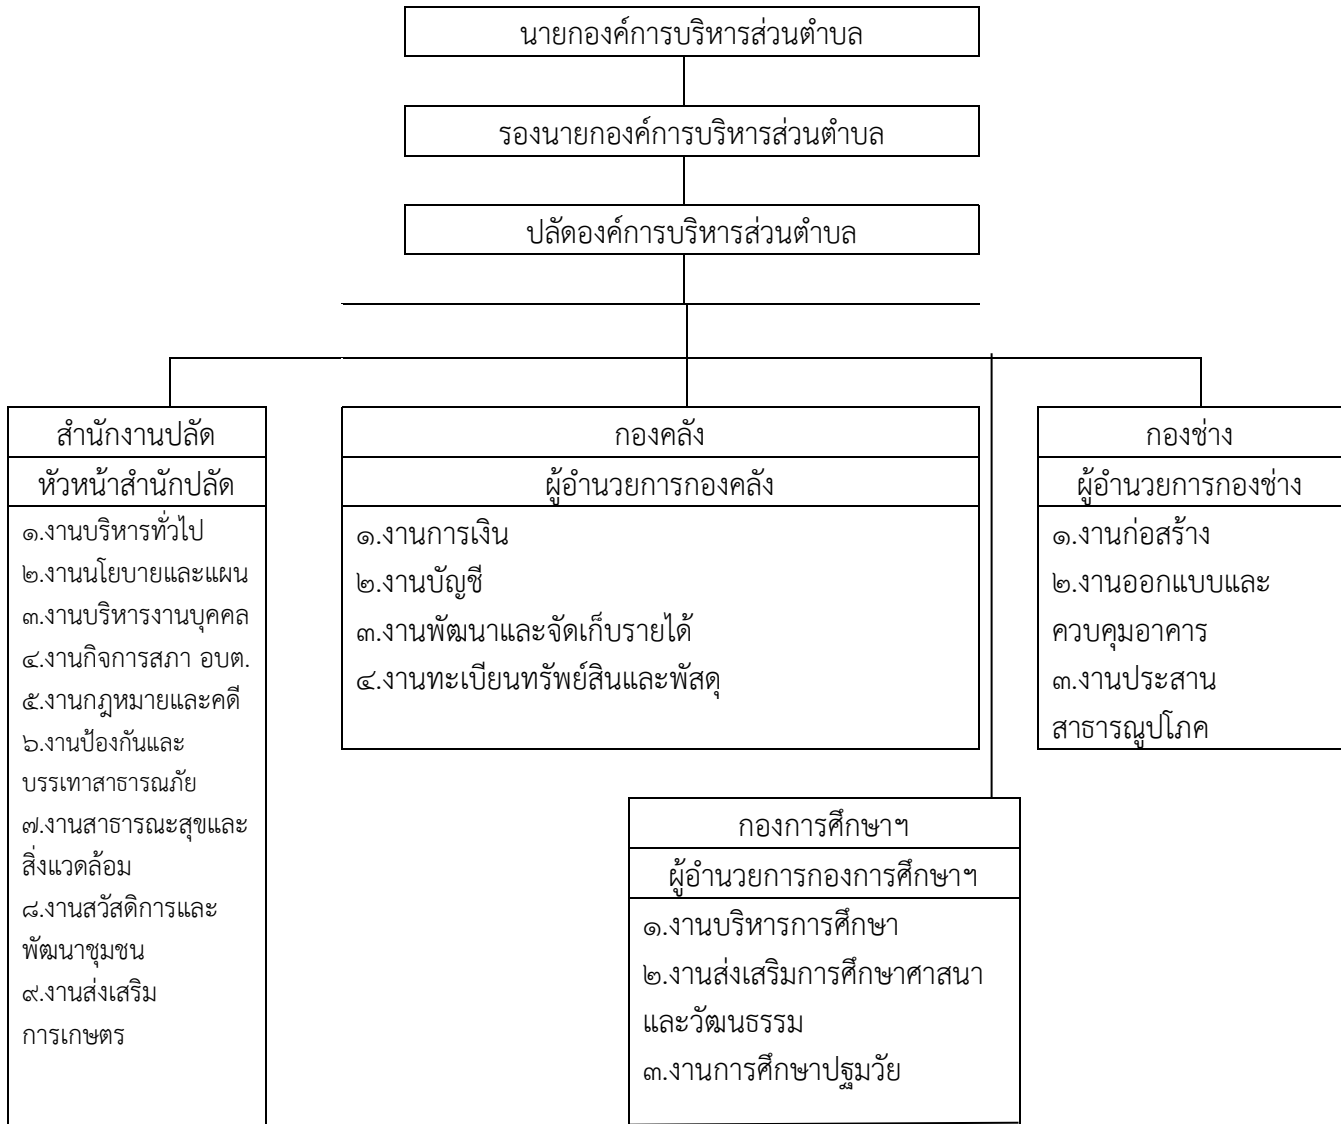 นายกองค์การบริหารส่วนตำบล
รองนายกองค์การบริหารส่วนตำบล
ปลัดองค์การบริหารส่วนตำบล
สำนักงานปลัด
หัวหน้าสำนักปลัด
๑.งานบริหารทั่วไป
๒.งานนโยบายและแผน
๓.งานบริหารงานบุคคล
๔.งานกิจการสภา อบต.
๕.งานกฎหมายและคดี
๖.งานป้องกันและ
บรรเทาสาธารณภัย
๗.งานสาธารณะสุขและ
สิ่งแวดล้อม
๘.งานสวัสดิการและ
พัฒนาชุมชน
๙.งานส่งเสริม
การเกษตร
กองคลัง
ผู้อำนวยการกองคลัง
๑.งานการเงิน
๒.งานบัญชี
๓.งานพัฒนาและจัดเก็บรายได้
๔.งานทะเบียนทรัพย์สินและพัสดุ
กองช่าง
ผู้อำนวยการกองช่าง
๑.งานก่อสร้าง
๒.งานออกแบบและ
ควบคุมอาคาร
๓.งานประสาน
สาธารณูปโภค
กองการศึกษาฯ
ผู้อำนวยการกองการศึกษาฯ
๑.งานบริหารการศึกษา
๒.งานส่งเสริมการศึกษาศาสนา
และวัฒนธรรม
๓.งานการศึกษาปฐมวัย